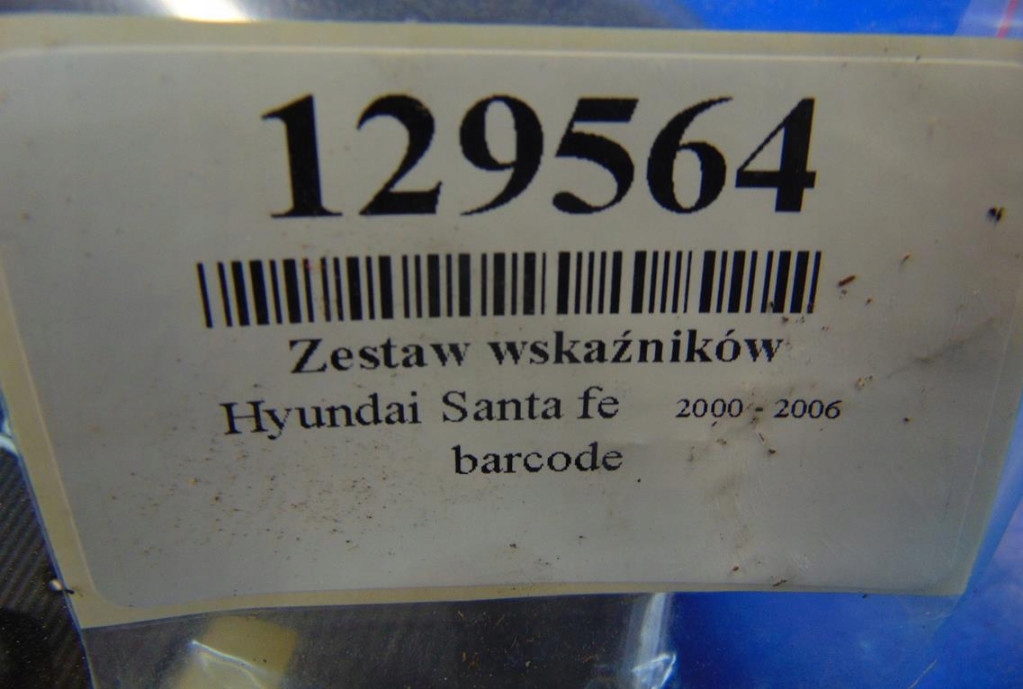 129564
Zestaw wskaźników
Hyundai Santa fe 2000 - 2006
barcode